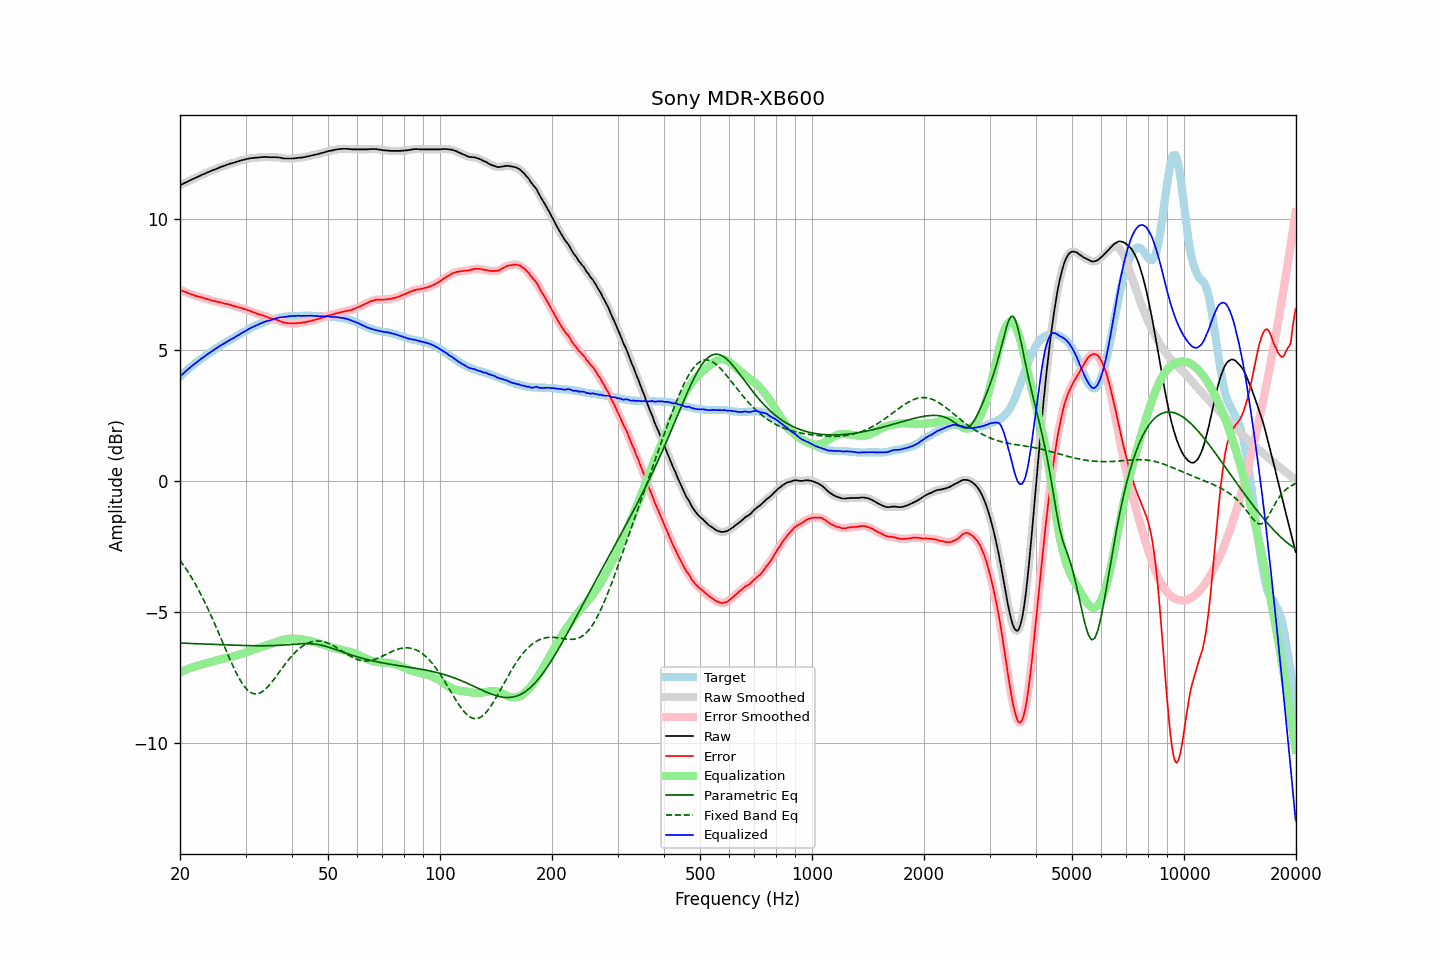 Sony MDR-XB600
Amplitude (dBr)
10
5
0
−5
−10
Target
Raw Smoothed
Error Smoothed
Raw
Error
Equalization
Parametric Eq
Fixed Band Eq
Equalized
20 50 100 200 500 1000 2000 5000 10000 20000
Frequency (Hz)